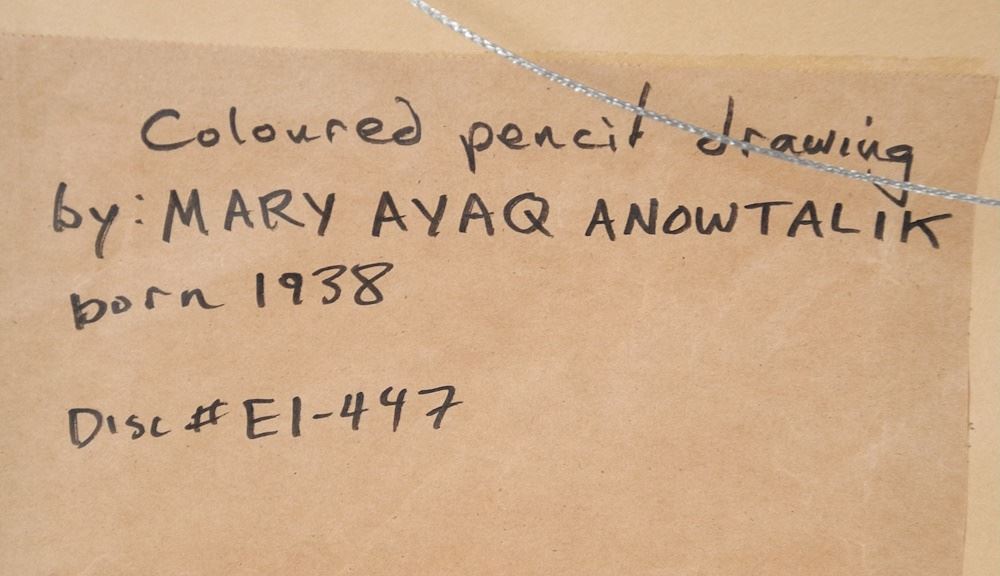 Coloured pencil drawing
by: MARY AYAQ ANOWTALIK
born 1938
Disc # E1-447